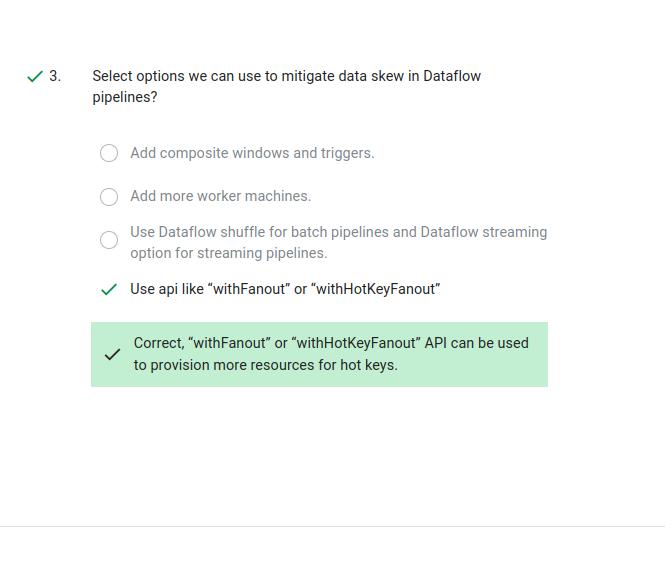 3. Select options we can use to mitigate data skew in Dataflow
pipelines?
Add composite windows and triggers.
Add more worker machines.
Use Dataflow shuffle for batch pipelines and Dataflow streaming
option for streaming pipelines.
Use api like “withFanout” or “withHotKeyFanout”
Correct, “withFanout” or “withHotKeyFanout” API can be used
to provision more resources for hot keys.